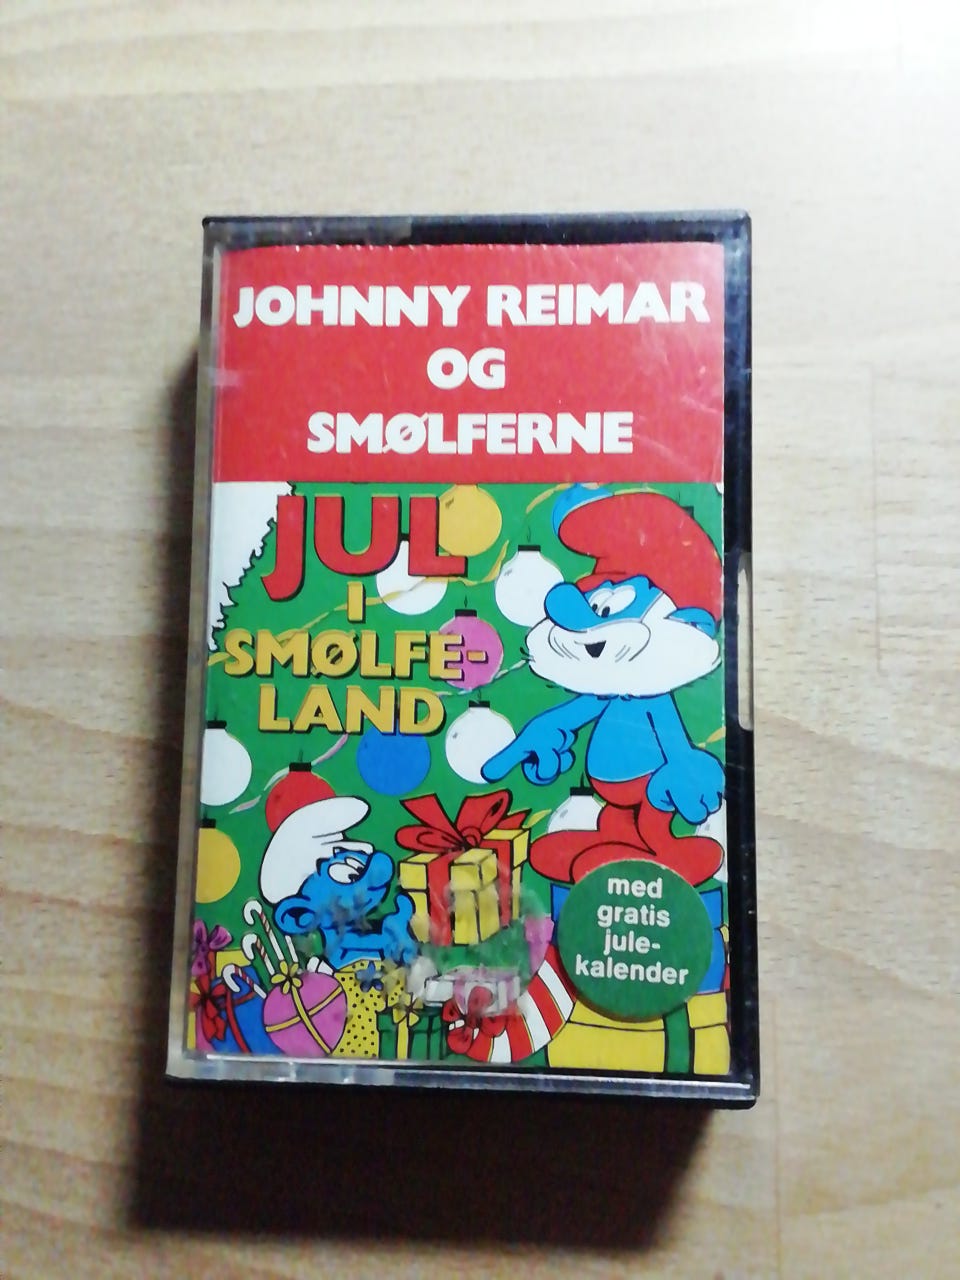 JOHNNY REIMAR
OG
SMØLFERNE
JUL
I
SMØLFE-
LAND
med
gratis
jule-
kalender